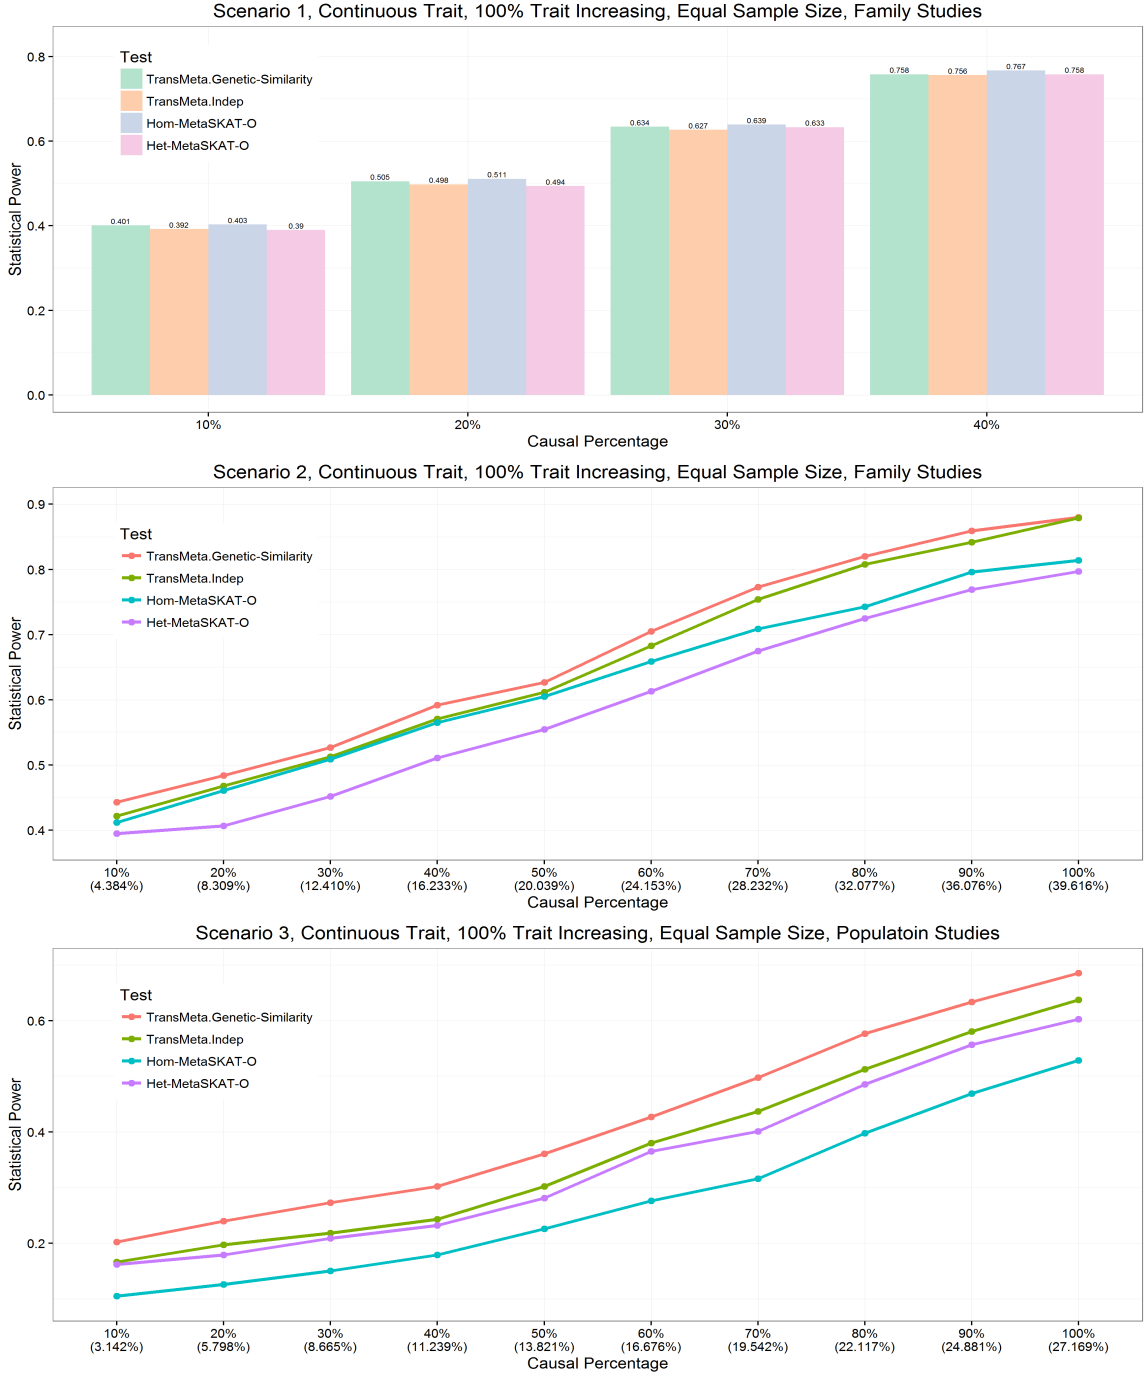 Scenario 1, Continuous Trait, 100% Trait Increasing, Equal Sample Size, Family Studies
Statistical Power
0.8
0.6
0.4
0.2
0.0
Test
TransMeta.Genetic-Similarity
TransMeta.Indep
Hom-MetaSKAT-O
Het-MetaSKAT-O
0.401
0.392
0.403
0.39
0.505
0.498
0.511
0.494
0.634
0.627
0.639
0.633
0.758
0.756
0.767
0.758
10%
20%
30%
40%
Causal Percentage
Scenario 2, Continuous Trait, 100% Trait Increasing, Equal Sample Size, Family Studies
Statistical Power
0.9
0.8
0.7
0.6
0.5
0.4
Test
TransMeta.Genetic-Similarity
TransMeta.Indep
Hom-MetaSKAT-O
Het-MetaSKAT-O
10% 20% 30% 40% 50% 60% 70% 80% 90% 100%
(4.384%) (8.309%) (12.410%) (16.233%) (20.039%) (24.153%) (28.232%) (32.077%) (36.076%) (39.616%)
Causal Percentage
Scenario 3, Continuous Trait, 100% Trait Increasing, Equal Sample Size, Populatoin Studies
Statistical Power
0.6
0.4
0.2
Test
TransMeta.Genetic-Similarity
TransMeta.Indep
Hom-MetaSKAT-O
Het-MetaSKAT-O
10% 20% 30% 40% 50% 60% 70% 80% 90% 100%
(3.142%) (5.798%) (8.665%) (11.239%) (13.821%) (16.676%) (19.542%) (22.117%) (24.881%) (27.169%)
Causal Percentage